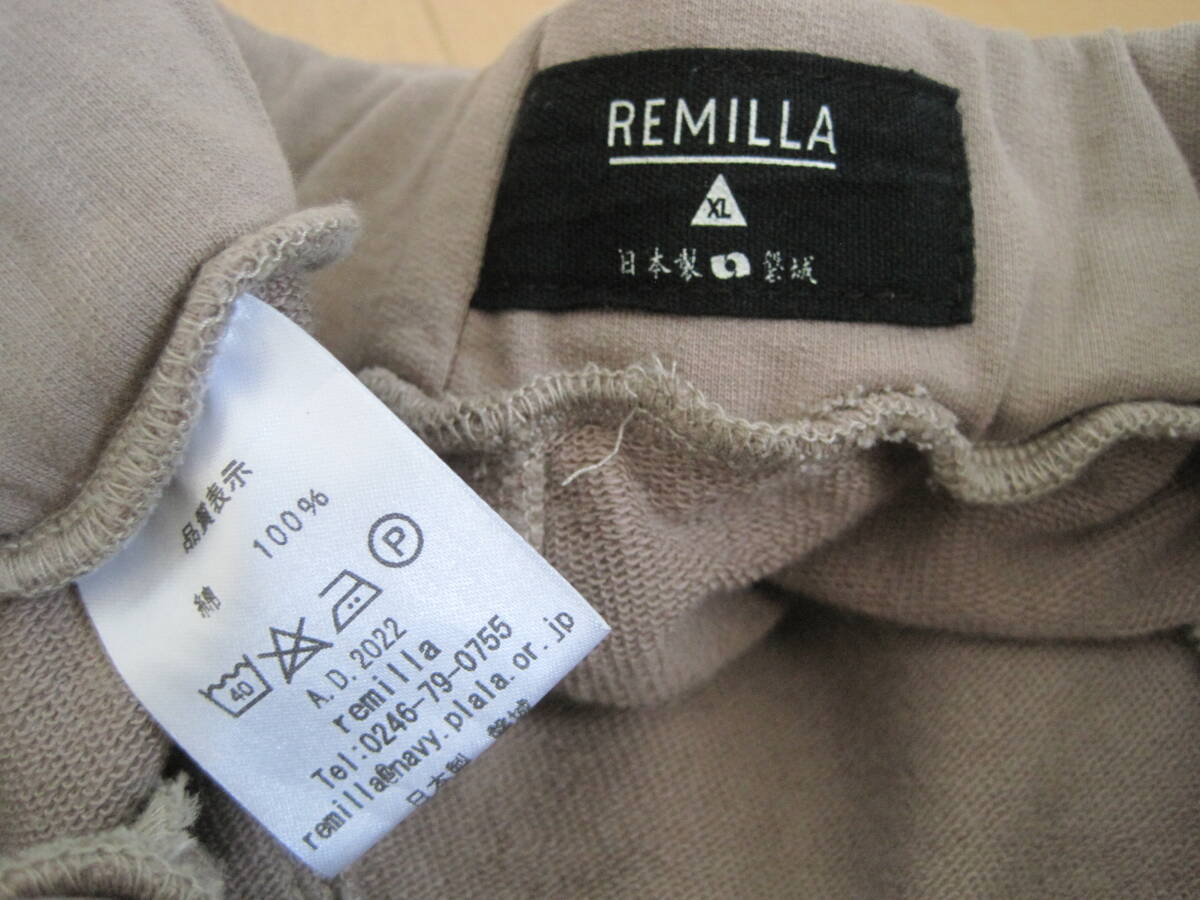 REMILLA
XL
日本製 磐城
品質表示
綿 100%
P
40
A.D.2022
remilla
Tel:0246-79-0755
remilla@navy.plala.or.jp
日本製 磐城